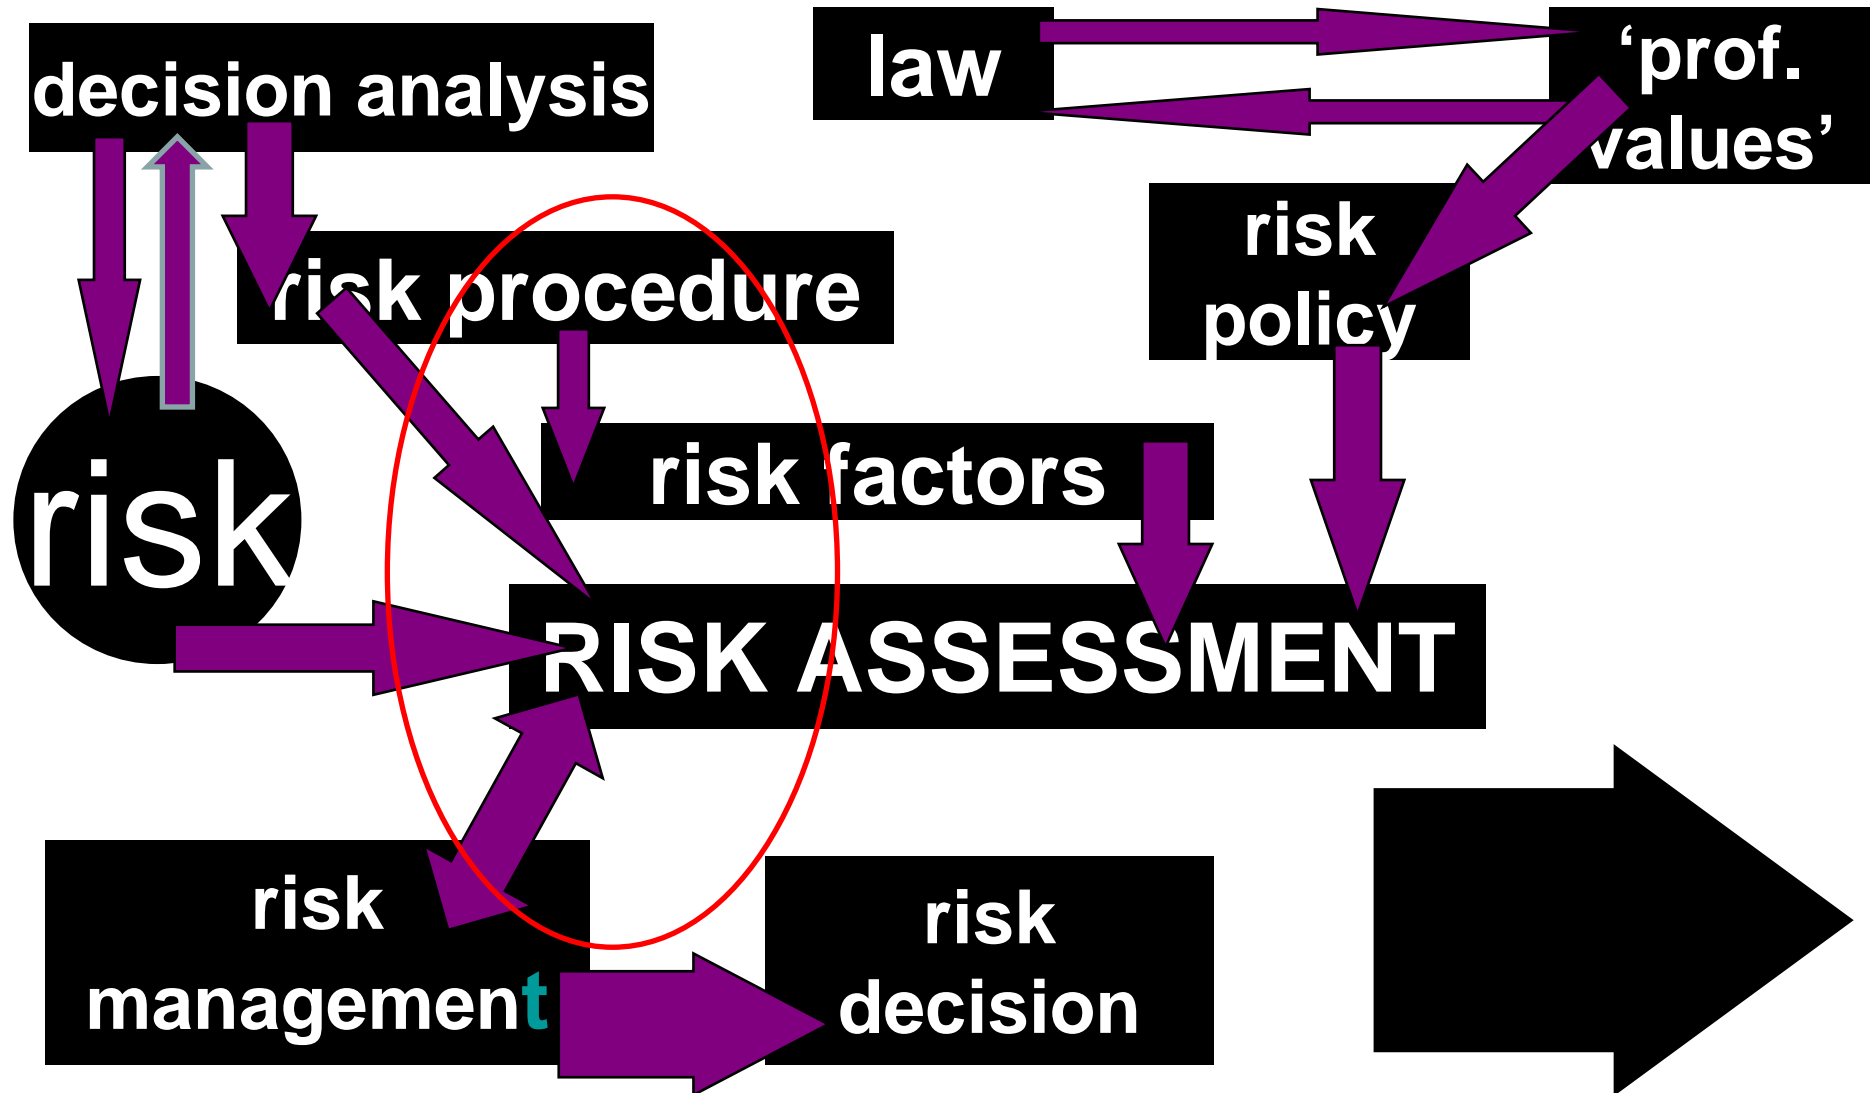 decision analysis
law
‘prof.
values’
risk
policy
risk procedure
risk factors
risk
RISK ASSESSMENT
risk
management
risk
decision